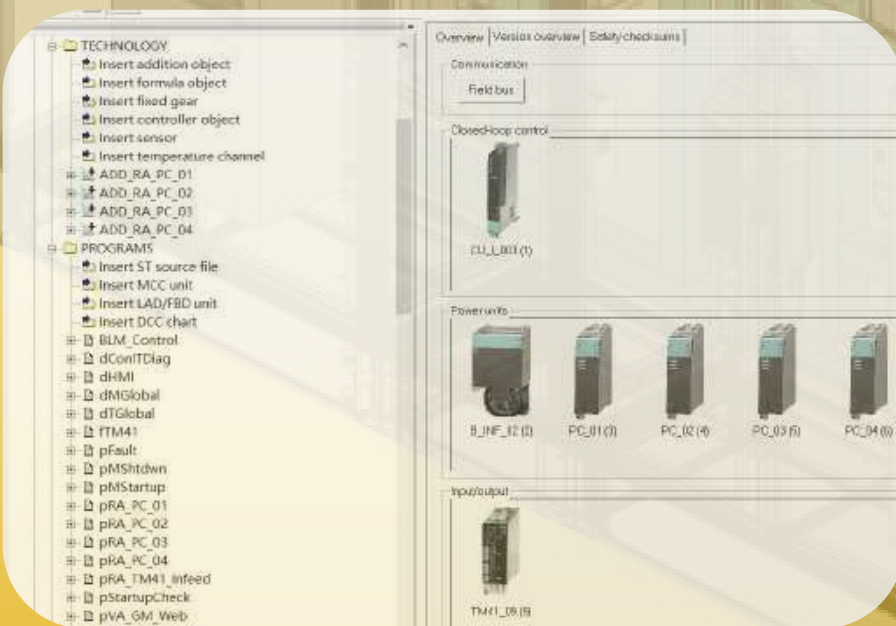 TECHNOLOGY
Insert addition object
Insert formula object
Insert fixed gear
Insert controller object
Insert sensor
Insert temperature channel
ADD_RA_PC_01
ADD_RA_PC_02
ADD_RA_PC_03
ADD_RA_PC_04
PROGRAMS
Insert ST source file
Insert MCC unit
Insert LAD/FBD unit
Insert DCC chart
BLM_Control
dConITDiag
dHMI
dMGlobal
dTGlobal
fTM41
pFault
pMShtdwn
pMStartup
pRA_PC_01
pRA_PC_02
pRA_PC_03
pRA_PC_04
pRA_TM41_Infeed
pStartupCheck
pVA_GM_Web
Overview Version overview Safety checksums
Communication
Field bus
Closed-loop control
CU_I_003 (1)
Power units
B_INF_02 (2) PC_01 (3) PC_02 (4) PC_03 (5) PC_04 (6)
Input/output